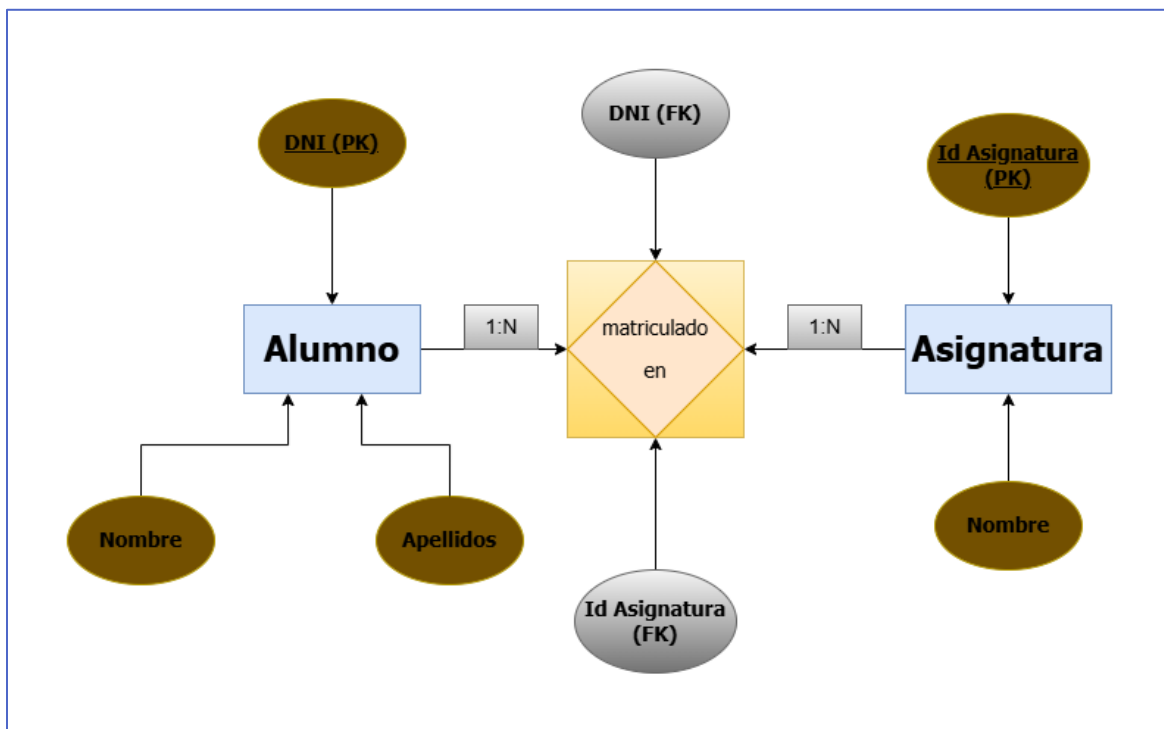 DNI (FK)
DNI (PK)
Id Asignatura
(PK)
1:N
matriculado
en
1:N
Alumno
Asignatura
Nombre
Apellidos
Nombre
Id Asignatura
(FK)